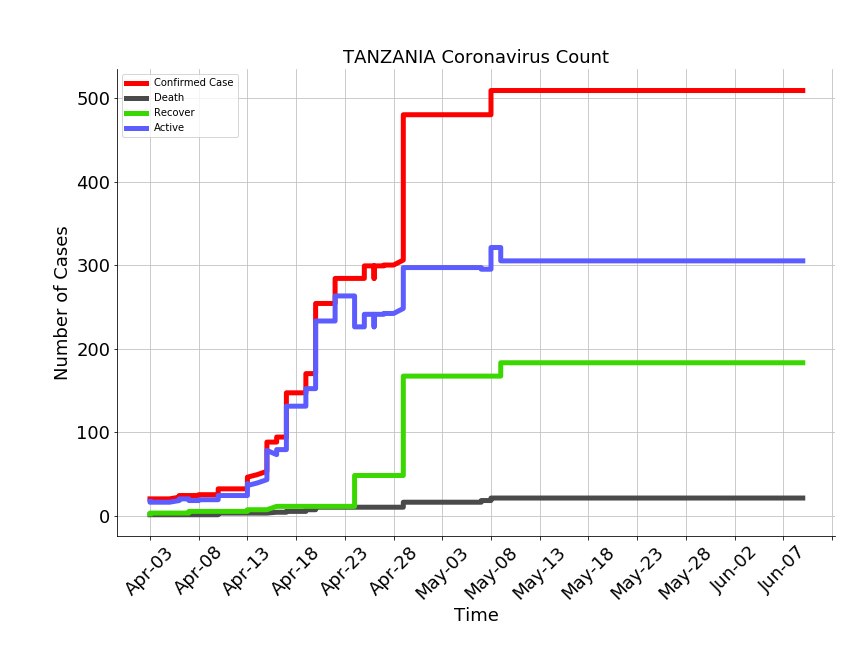 TANZANIA Coronavirus Count
Confirmed Case
Death
Recover
Active
500
400
300
200
100
0
Number of Cases
Apr-03
Apr-08
Apr-13
Apr-18
Apr-23
Apr-28
May-03
May-08
May-13
May-18
May-23
May-28
Jun-02
Jun-07
Time